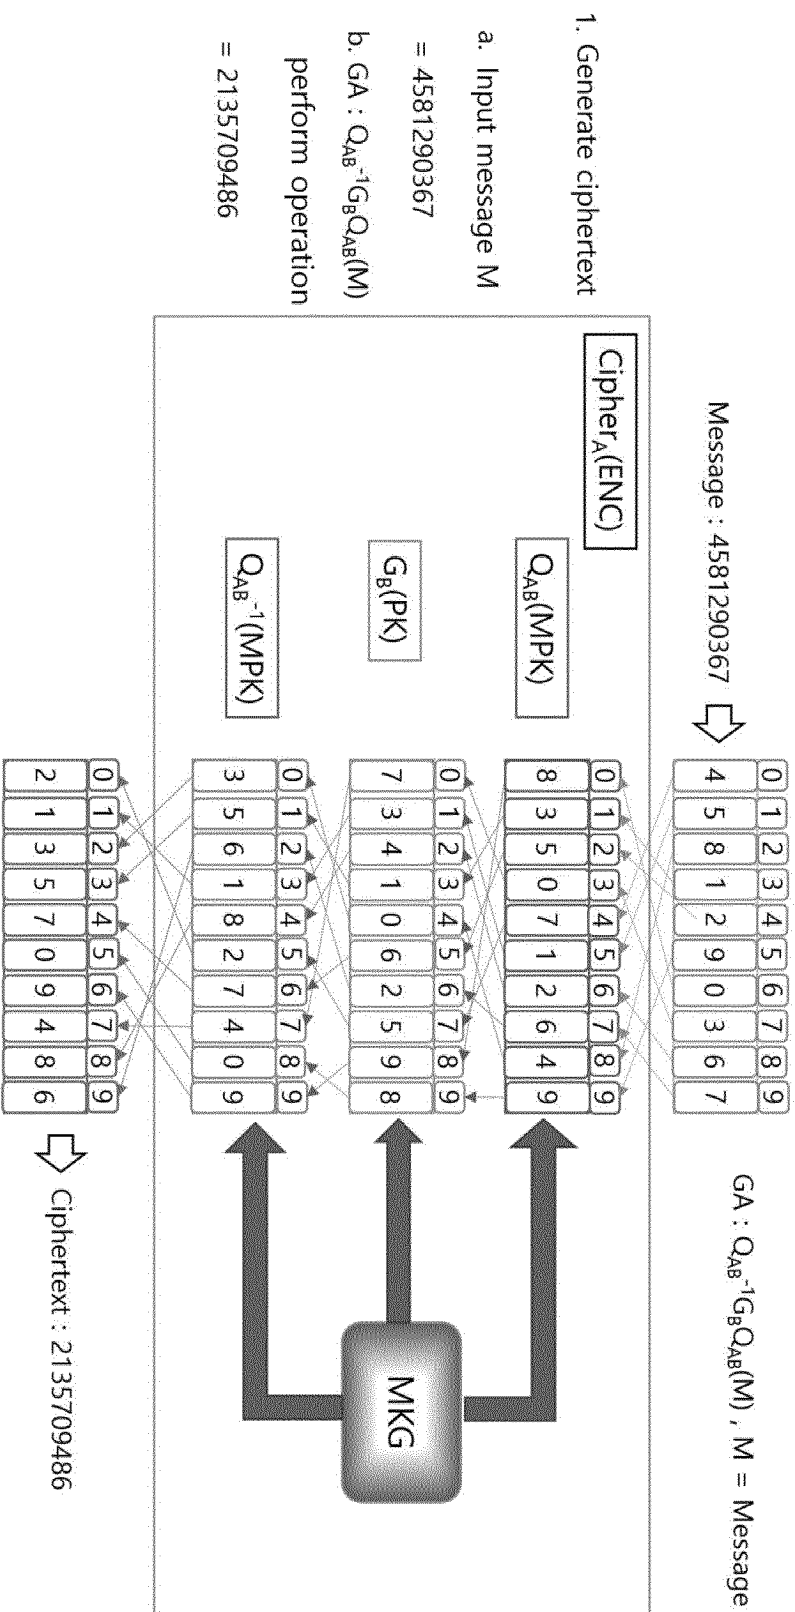 1. Generate ciphertext
a. Input message M
= 4581290367
b. GA : Q_AB⁻¹G_BQ_AB(M)
perform operation
= 2135709486
Message : 4581290367
0 1 2 3 4 5 6 7 8 9
4 5 8 1 2 9 0 3 6 7
GA : Q_AB⁻¹G_BQ_AB(M) , M = Message
Cipher_A(ENC)
Q_AB(MPK)
0 1 2 3 4 5 6 7 8 9
8 3 5 0 7 1 2 6 4 9
G_B(PK)
0 1 2 3 4 5 6 7 8 9
7 3 4 1 0 6 2 5 9 8
MKG
Q_AB⁻¹(MPK)
0 1 2 3 4 5 6 7 8 9
3 5 6 1 8 2 7 4 0 9
0 1 2 3 4 5 6 7 8 9
2 1 3 5 7 0 9 4 8 6
Ciphertext : 2135709486